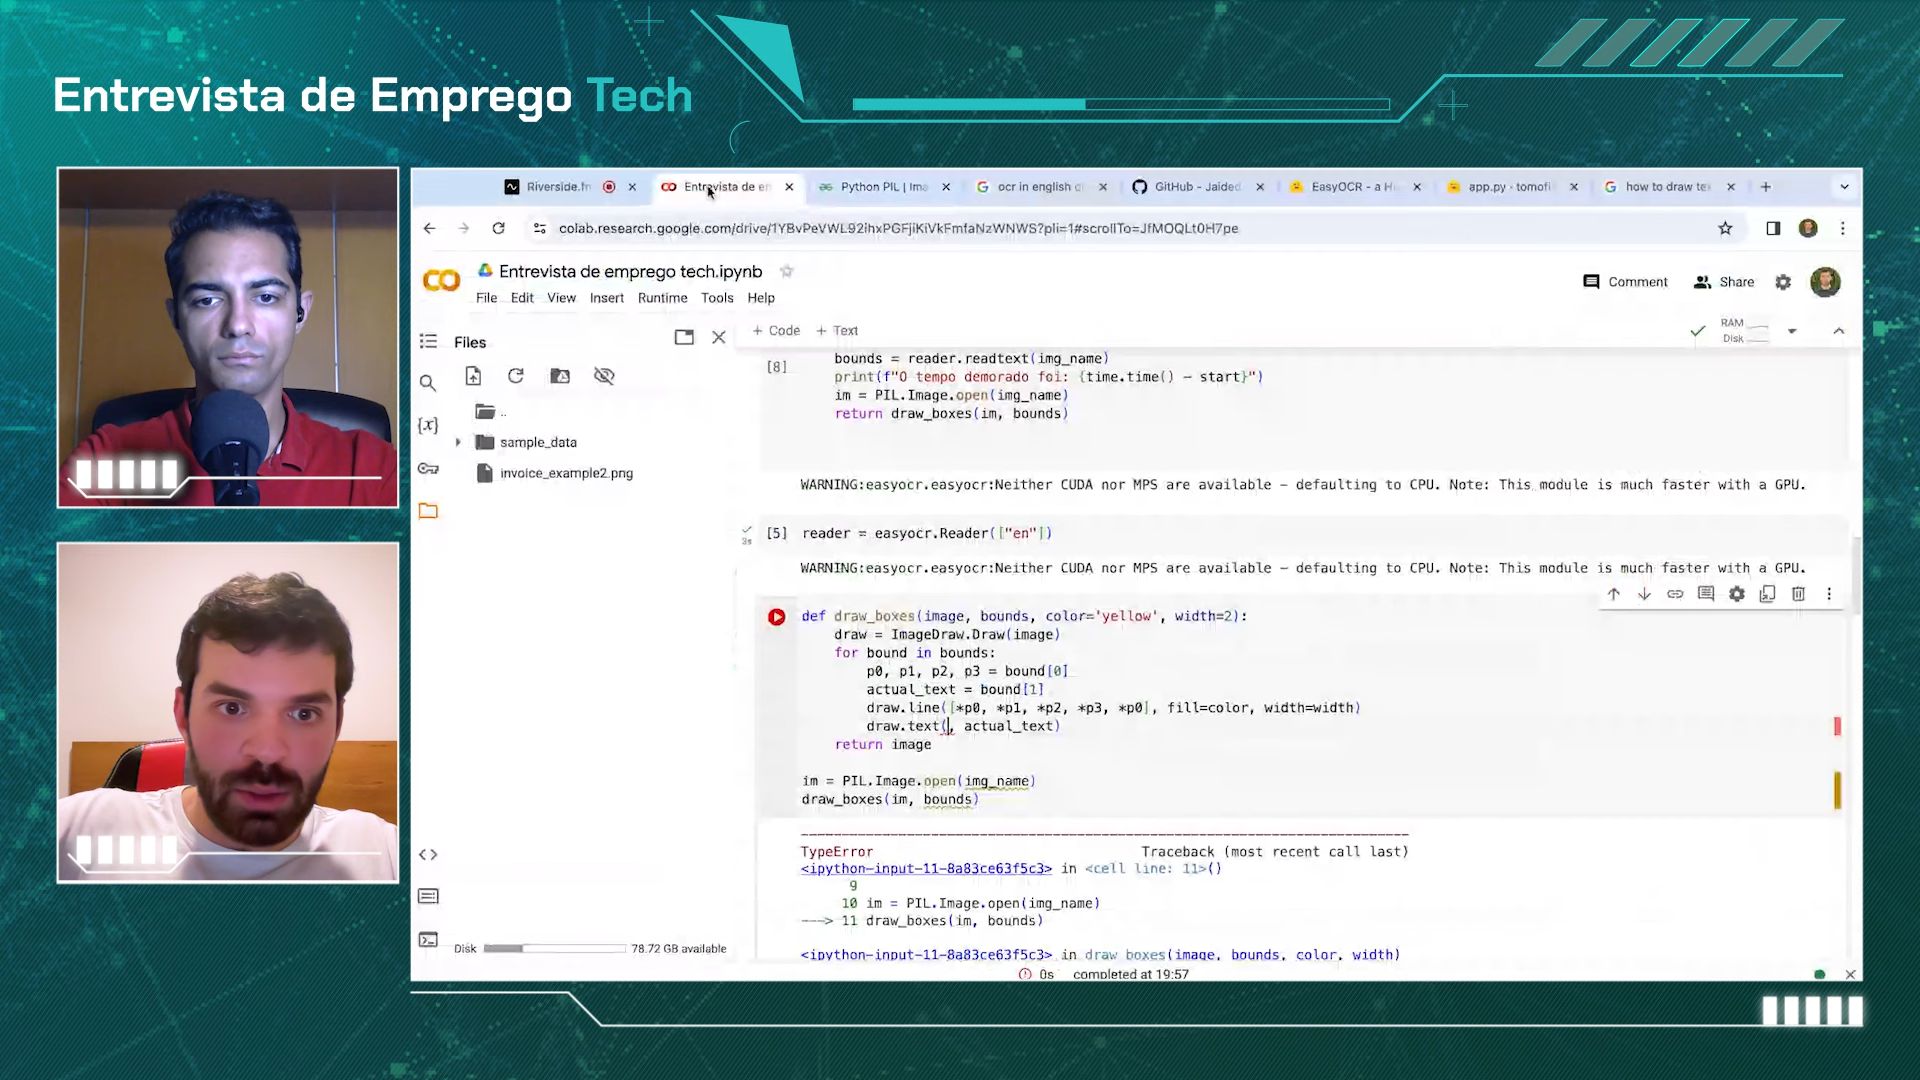 Entrevista de Emprego Tech
Riverside.fm
Entrevista de em
Python PIL | Ima
ocr in english g
GitHub - Jaided
EasyOCR - a Hu
app.py · tomofi
how to draw te
colab.research.google.com/drive/1YBvPeVWL92ihxPGFjiKiVkFmfaNzWNWS?pli=1#scrollTo=JfMOQLt0H7pe
CO
Entrevista de emprego tech.ipynb
Comment
Share
File Edit View Insert Runtime Tools Help
Files
+ Code + Text
RAM
Disk
..
sample_data
invoice_example2.png
{x}
[8]
bounds = reader.readtext(img_name)
print(f"O tempo demorado foi: {time.time() - start}")
im = PIL.Image.open(img_name)
return draw_boxes(im, bounds)
WARNING:easyocr.easyocr:Neither CUDA nor MPS are available - defaulting to CPU. Note: This module is much faster with a GPU.
3s
[5] reader = easyocr.Reader(["en"])
WARNING:easyocr.easyocr:Neither CUDA nor MPS are available - defaulting to CPU. Note: This module is much faster with a GPU.
def draw_boxes(image, bounds, color='yellow', width=2):
draw = ImageDraw.Draw(image)
for bound in bounds:
p0, p1, p2, p3 = bound[0]
actual_text = bound[1]
draw.line([*p0, *p1, *p2, *p3, *p0], fill=color, width=width)
draw.text(, actual_text)
return image
im = PIL.Image.open(img_name)
draw_boxes(im, bounds)
---------------------------------------------------------------------------
TypeError Traceback (most recent call last)
<ipython-input-11-8a83ce63f5c3> in <cell line: 11>()
9
10 im = PIL.Image.open(img_name)
---> 11 draw_boxes(im, bounds)
<ipython-input-11-8a83ce63f5c3> in draw_boxes(image, bounds, color, width)
Disk 78.72 GB available
0s completed at 19:57